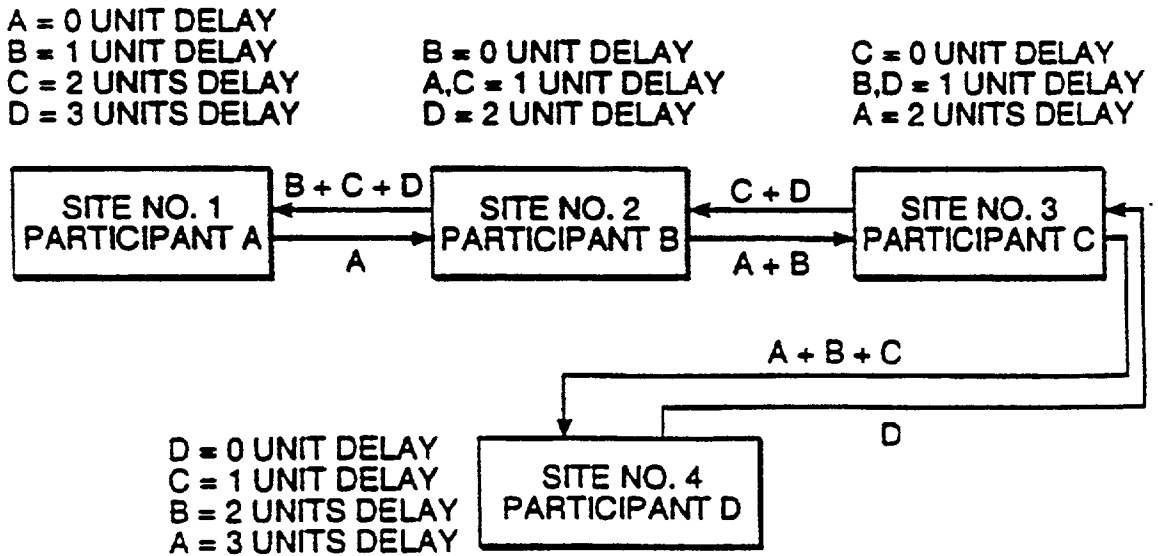 A = 0 UNIT DELAY
B = 1 UNIT DELAY
C = 2 UNITS DELAY
D = 3 UNITS DELAY
B = 0 UNIT DELAY
A,C = 1 UNIT DELAY
D = 2 UNIT DELAY
C = 0 UNIT DELAY
B,D = 1 UNIT DELAY
A = 2 UNITS DELAY
SITE NO. 1
PARTICIPANT A
B + C + D
A
SITE NO. 2
PARTICIPANT B
C + D
A + B
SITE NO. 3
PARTICIPANT C
A + B + C
D
D = 0 UNIT DELAY
C = 1 UNIT DELAY
B = 2 UNITS DELAY
A = 3 UNITS DELAY
SITE NO. 4
PARTICIPANT D